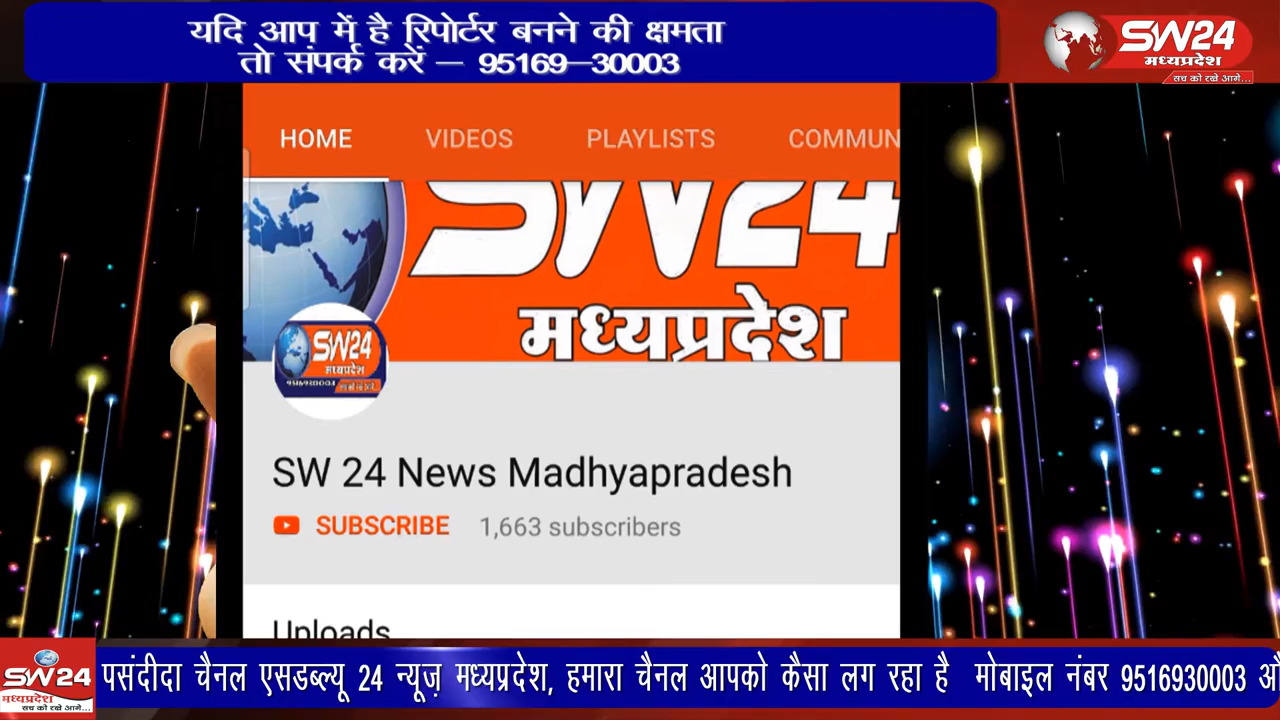 यदि आप में है रिपोर्टर बनने की क्षमता
तो संपर्क करें – 95169–30003
SW24
मध्यप्रदेश
सच को रखे आगे...
HOME VIDEOS PLAYLISTS COMMUN
SW24
मध्यप्रदेश
SW24
मध्यप्रदेश
9516930003
SW 24 News Madhyapradesh
SUBSCRIBE 1,663 subscribers
Uploads
SW24
मध्यप्रदेश
सच को रखे आगे...
पसंदीदा चैनल एसडब्ल्यू 24 न्यूज़ मध्यप्रदेश, हमारा चैनल आपको कैसा लग रहा है मोबाइल नंबर 9516930003 औ